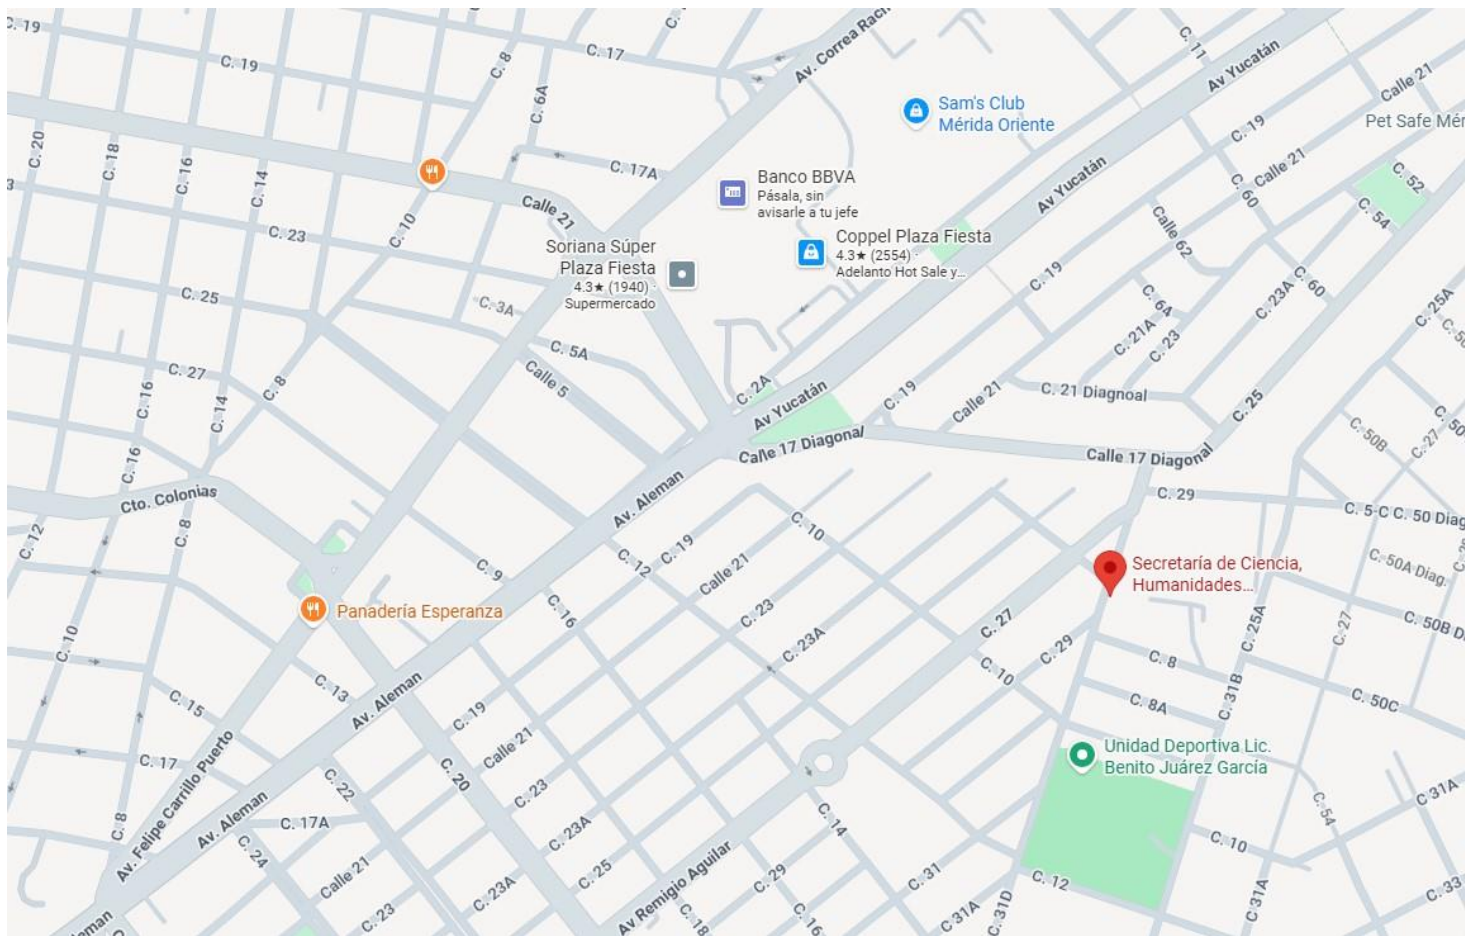 C. 19
C. 17
C. 8
Av. Correa Rach
C. 11
Av Yucatán
Calle 21
C. 19
C. 6A
Sam's Club
Mérida Oriente
Pet Safe Mér
C. 19
C. 20
C. 18
C. 16
C. 14
C. 17A
Banco BBVA
Pásala, sin
avisarle a tu jefe
Av Yucatán
Calle 21
C. 60
C. 52
C. 54
Calle 21
C. 10
C. 23
Calle 62
Soriana Súper
Plaza Fiesta
4.3★ (1940) ·
Supermercado
Coppel Plaza Fiesta
4.3★ (2554) ·
Adelanto Hot Sale y...
C. 19
C. 60
C. 25
C. 3A
C. 64
C. 23A
C. 25A
C. 21A
C. 23
C. 5A
Calle 5
C. 27
C. 8
C. 16
C. 14
C. 2A
Av Yucatán
C. 19
Calle 21
C. 21 Diagnoal
C. 25
C. 50B
C. 27
Calle 17 Diagonal
Calle 17 Diagonal
C. 16
Cto. Colonias
Av. Aleman
C. 29
C. 5-C
C. 50 Diag
C. 12
C. 8
C. 10
C. 19
C. 12
Calle 21
C. 9
C. 50A Diag.
Secretaría de Ciencia,
Humanidades...
Panadería Esperanza
C. 16
C. 23
C. 23A
C. 27
C. 29
C. 25A
C. 27
C. 50B D
C. 10
C. 13
C. 10
C. 8
C. 15
Av. Aleman
C. 19
C. 8A
C. 31B
C. 50C
C. 17
Av. Felipe Carrillo Puerto
Calle 21
Unidad Deportiva Lic.
Benito Juárez García
C. 22
C. 20
C. 23
C. 31A
C. 8
Av. Aleman
C. 17A
C. 23A
C. 14
C. 54
C. 10
C. 24
Calle 21
C. 25
Av Remigio Aguilar
C. 29
C. 31
C. 12
C. 33
C. 23A
C. 23
C. 18
C. 16
C. 31A
C. 31D
C. 31A
leman